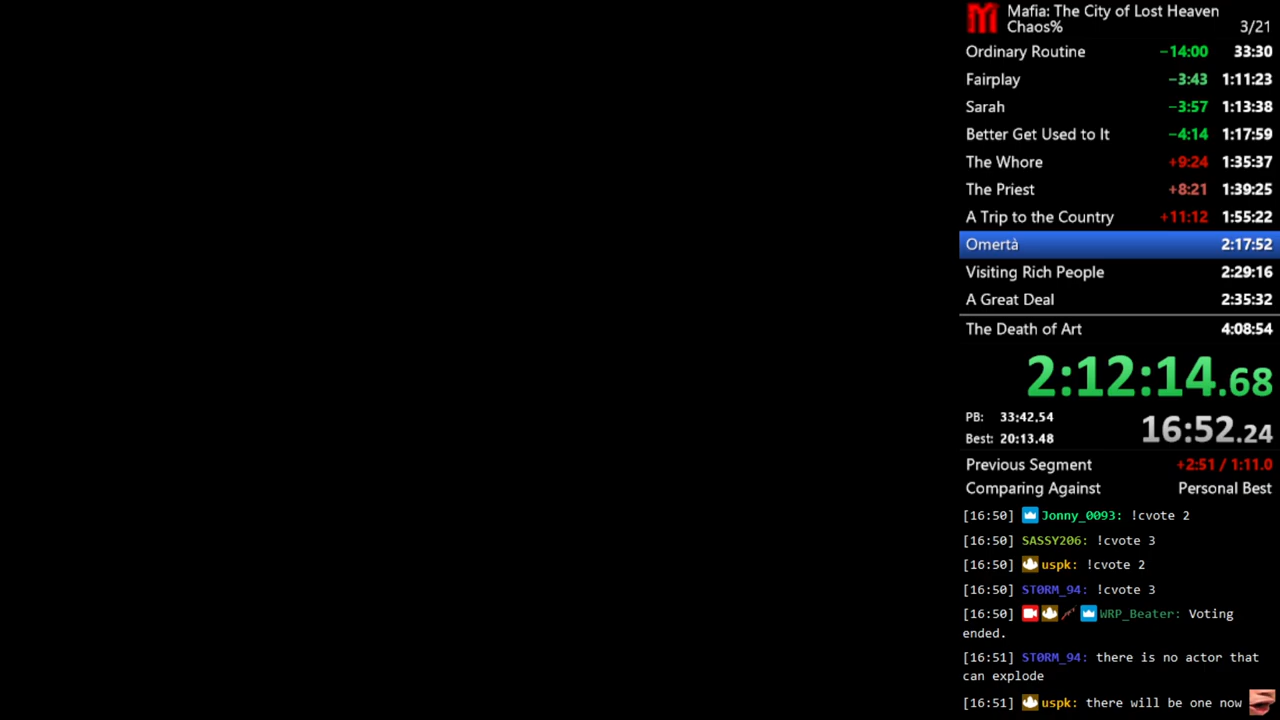 Mafia: The City of Lost Heaven
Chaos% 3/21
Ordinary Routine −14:00 33:30
Fairplay −3:43 1:11:23
Sarah −3:57 1:13:38
Better Get Used to It −4:14 1:17:59
The Whore +9:24 1:35:37
The Priest +8:21 1:39:25
A Trip to the Country +11:12 1:55:22
Omertà 2:17:52
Visiting Rich People 2:29:16
A Great Deal 2:35:32
The Death of Art 4:08:54
2:12:14.68
PB: 33:42.54
Best: 20:13.48
16:52.24
Previous Segment +2:51 / 1:11.0
Comparing Against Personal Best
[16:50] Jonny_0093: !cvote 2
[16:50] SASSY206: !cvote 3
[16:50] uspk: !cvote 2
[16:50] STØRM_94: !cvote 3
[16:50] WRP_Beater: Voting
ended.
[16:51] STØRM_94: there is no actor that
can explode
[16:51] uspk: there will be one now